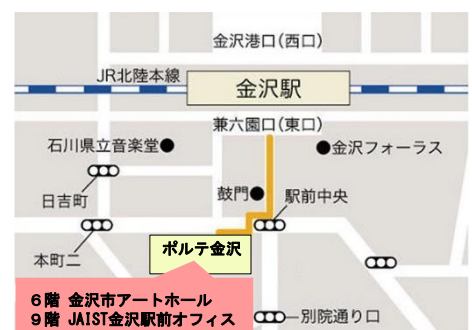 金沢港口(西口)
JR北陸本線
金沢駅
兼六園口(東口)
石川県立音楽堂●
●金沢フォーラス
日吉町
鼓門●
駅前中央
本町二
ポルテ金沢
6階 金沢市アートホール
9階 JAIST金沢駅前オフィス
別院通り口